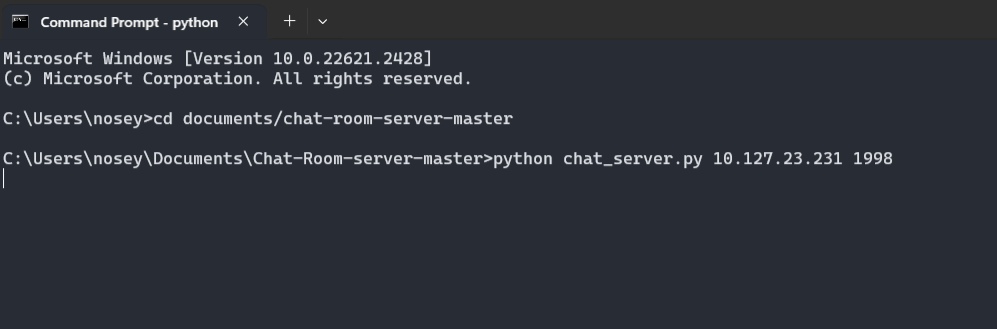 Command Prompt - python
Microsoft Windows [Version 10.0.22621.2428]
(c) Microsoft Corporation. All rights reserved.
C:\Users\nosey>cd documents/chat-room-server-master
C:\Users\nosey\Documents\Chat-Room-server-master>python chat_server.py 10.127.23.231 1998